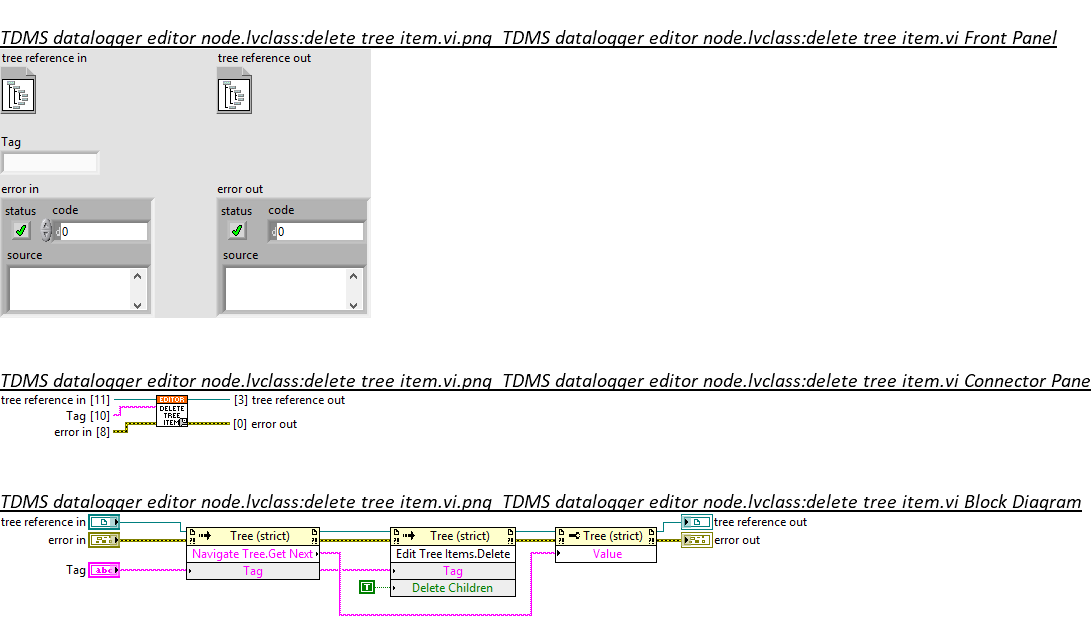 TDMS datalogger editor node.lvclass:delete tree item.vi.png TDMS datalogger editor node.lvclass:delete tree item.vi Front Panel
tree reference in tree reference out
Tag
error in error out
status code status code
d 0 d 0
source source
TDMS datalogger editor node.lvclass:delete tree item.vi.png TDMS datalogger editor node.lvclass:delete tree item.vi Connector Pane
tree reference in [11] EDITOR [3] tree reference out
Tag [10] DELETE
TREE
error in [8] ITEM [0] error out
TDMS datalogger editor node.lvclass:delete tree item.vi.png TDMS datalogger editor node.lvclass:delete tree item.vi Block Diagram
tree reference in tree reference out
error in Tree (strict) Tree (strict) Tree (strict) error out
Navigate Tree.Get Next Edit Tree Items.Delete Value
Tag abc Tag Tag
T Delete Children